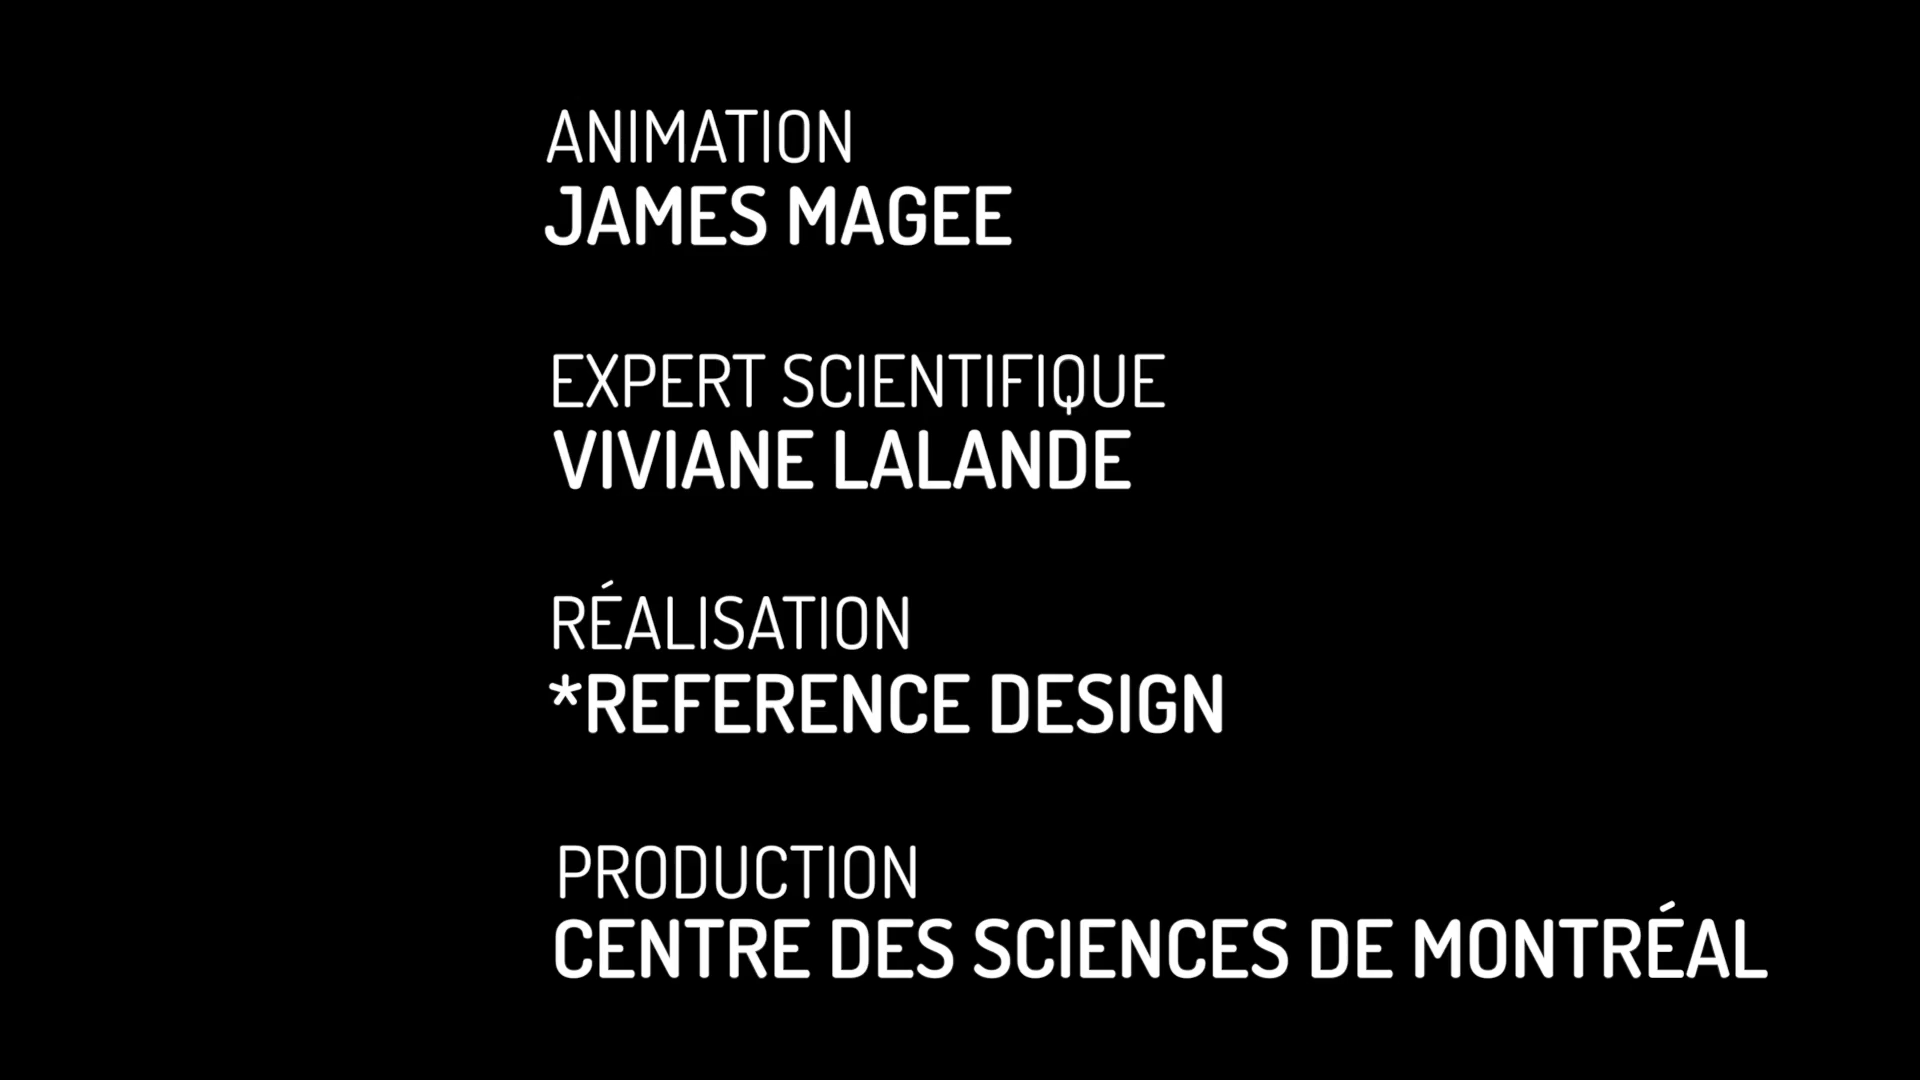 ANIMATION
JAMES MAGEE
EXPERT SCIENTIFIQUE
VIVIANE LALANDE
RÉALISATION
*REFERENCE DESIGN
PRODUCTION
CENTRE DES SCIENCES DE MONTRÉAL